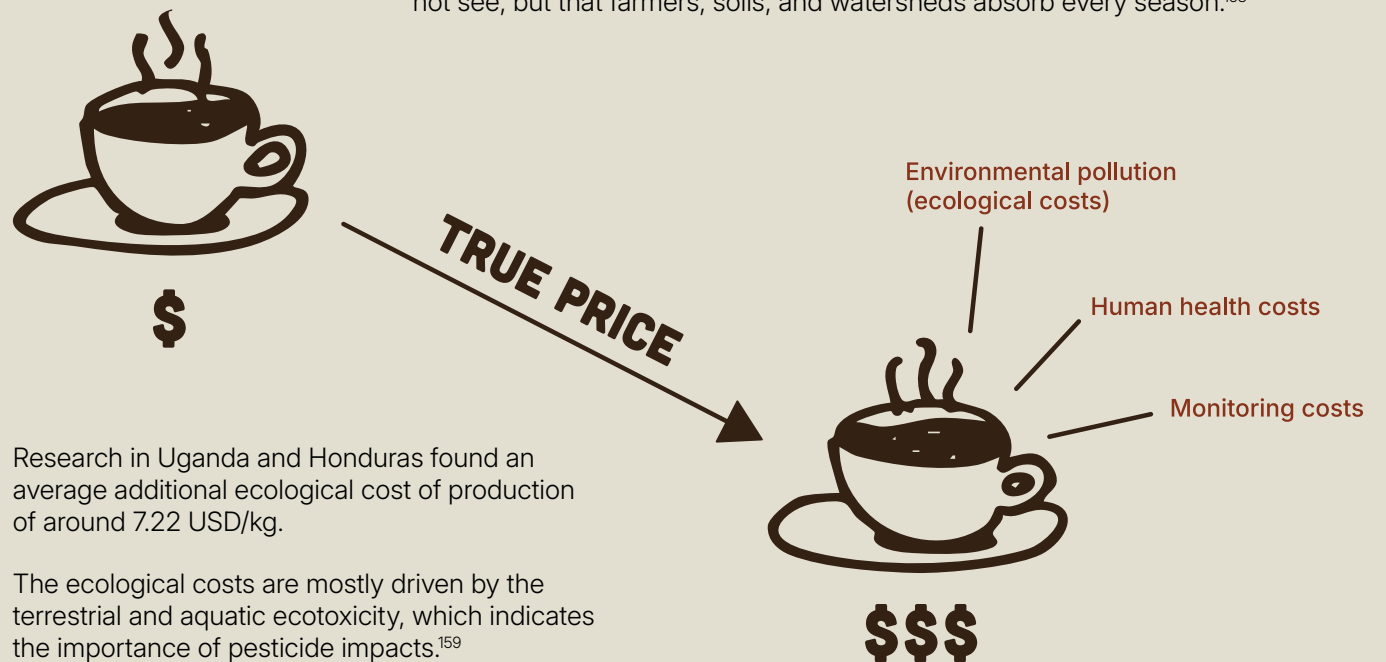 not see, but that farmers, soils, and watersheds absorb every season.
Environmental pollution
(ecological costs)
Human health costs
Monitoring costs
TRUE PRICE
$
$$$
Research in Uganda and Honduras found an
average additional ecological cost of production
of around 7.22 USD/kg.
The ecological costs are mostly driven by the
terrestrial and aquatic ecotoxicity, which indicates
the importance of pesticide impacts.159